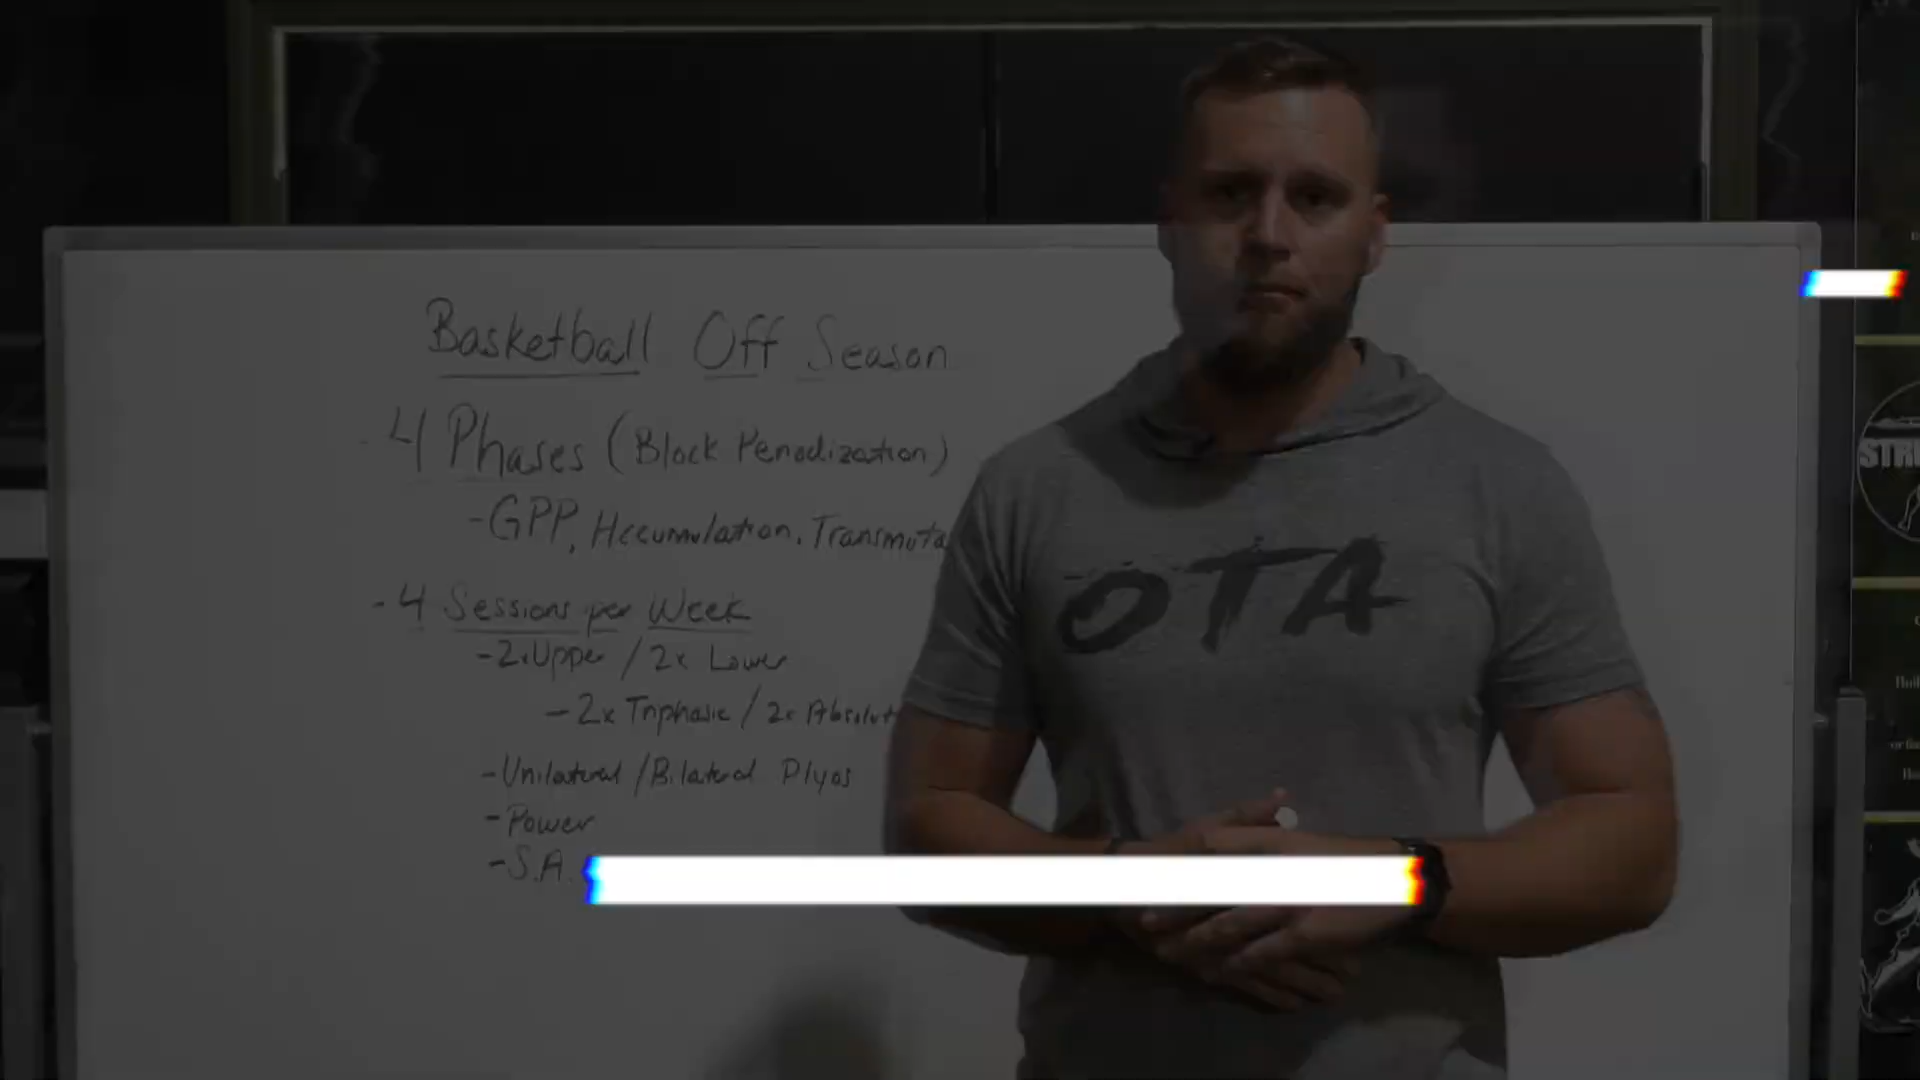 Basketball Off Season
4 Phases (Block Periodization)
-GPP, Accumulation, Transmuta
-4 Sessions per Week
-2x Upper / 2x Lower
-2x Triphasic / 2x Absolut
-Unilateral / Bilateral Plyos
-Power
-S.A.
OTA
STR